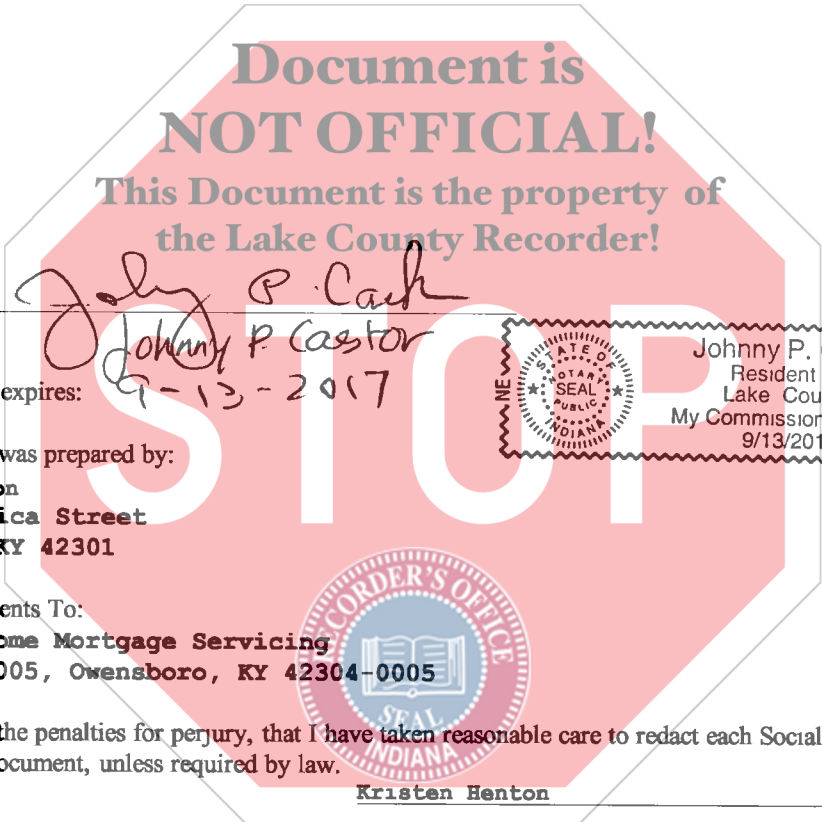 Document is
NOT OFFICIAL!
This Document is the property of
the Lake County Recorder!
STOP
Johnny P. Castor
expires: 9-13-2017
NE
STATE OF INDIANA
NOTARY PUBLIC
SEAL
Johnny P.
Resident
Lake Cou
My Commission
9/13/201
was prepared by:
on
ica Street
KY 42301
ents To:
ome Mortgage Servicing
005, Owensboro, KY 42304-0005
RECORDER'S OFFICE
SEAL
INDIANA
the penalties for perjury, that I have taken reasonable care to redact each Social
ocument, unless required by law.
Kristen Henton